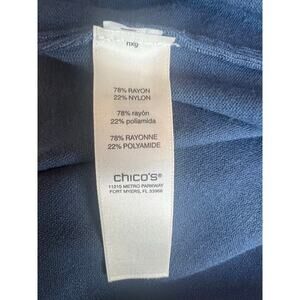 78% RAYON
22% NYLON
78% rayón
22% poliamida
78% RAYONNE
22% POLYAMIDE
chico's®
11215 METRO PARKWAY
FORT MYERS, FL 33966